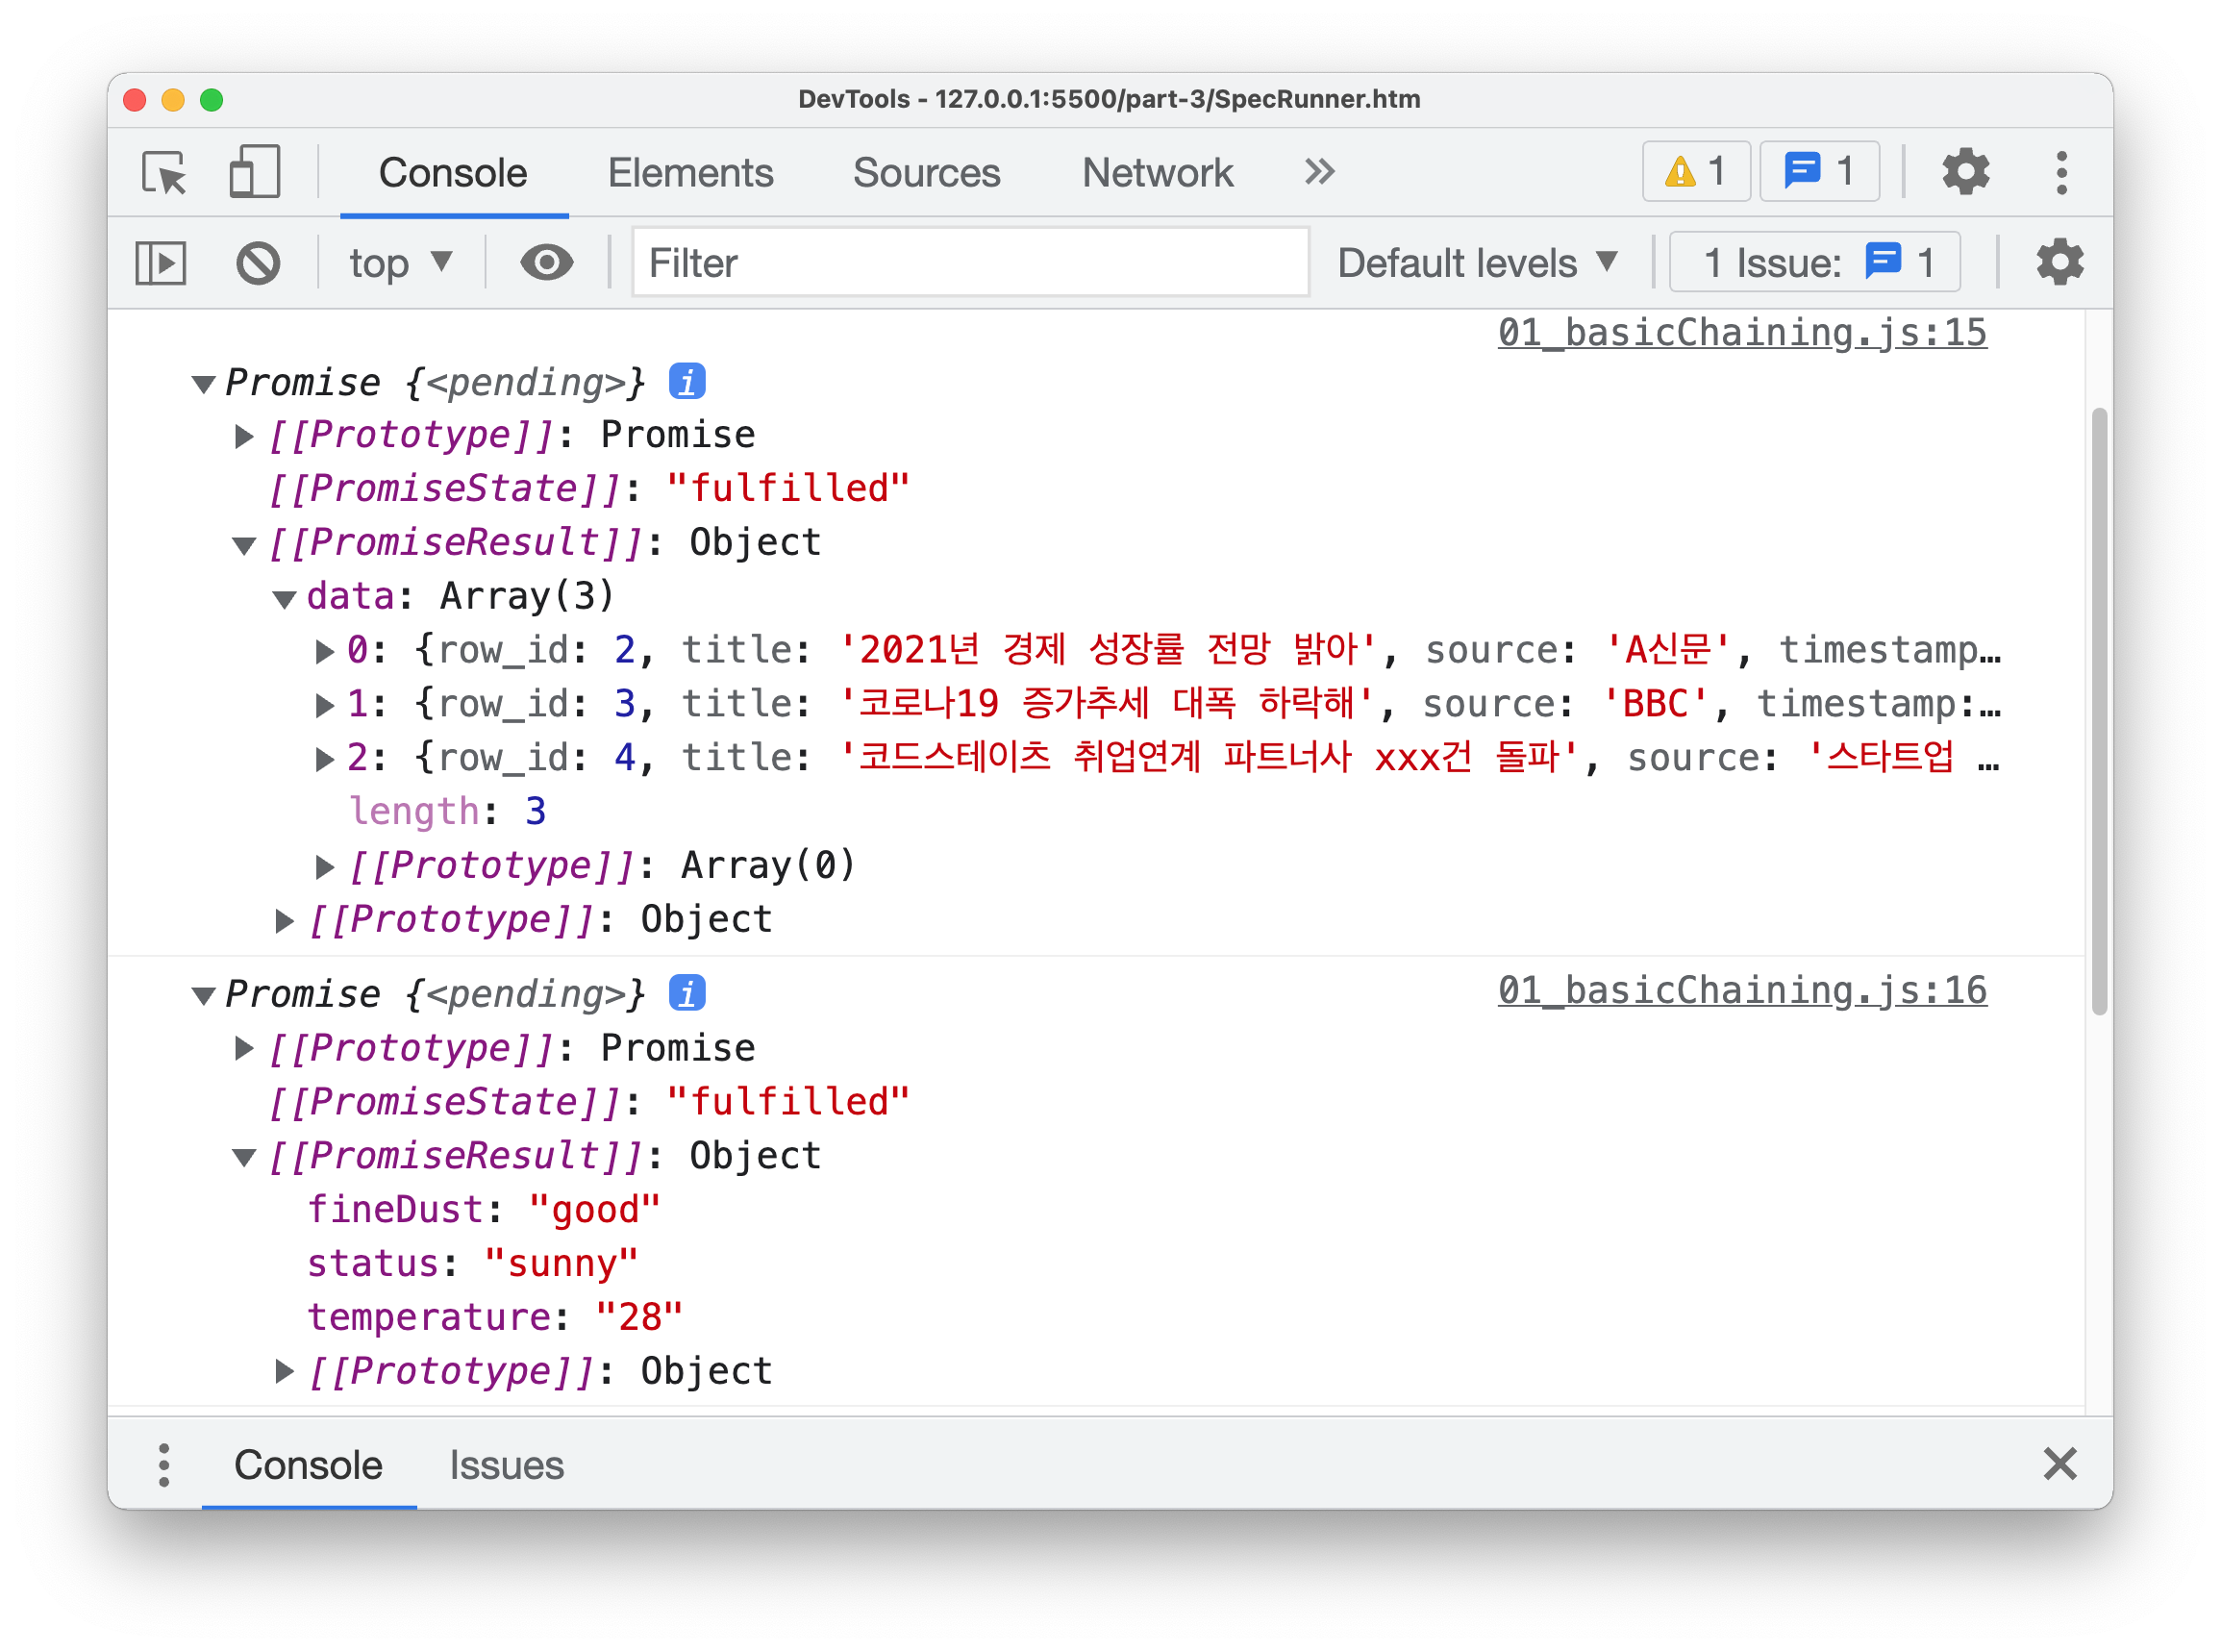 DevTools - 127.0.0.1:5500/part-3/SpecRunner.htm
Console Elements Sources Network » 1 1
top ▼ Filter Default levels ▼ 1 Issue: 1
01_basicChaining.js:15
▼ Promise {<pending>} i
▶ [[Prototype]]: Promise
[[PromiseState]]: "fulfilled"
▼ [[PromiseResult]]: Object
▼ data: Array(3)
▶ 0: {row_id: 2, title: '2021년 경제 성장률 전망 밝아', source: 'A신문', timestamp…
▶ 1: {row_id: 3, title: '코로나19 증가추세 대폭 하락해', source: 'BBC', timestamp:…
▶ 2: {row_id: 4, title: '코드스테이츠 취업연계 파트너사 xxx건 돌파', source: '스타트업 …
length: 3
▶ [[Prototype]]: Array(0)
▶ [[Prototype]]: Object
▼ Promise {<pending>} i 01_basicChaining.js:16
▶ [[Prototype]]: Promise
[[PromiseState]]: "fulfilled"
▼ [[PromiseResult]]: Object
fineDust: "good"
status: "sunny"
temperature: "28"
▶ [[Prototype]]: Object
Console Issues